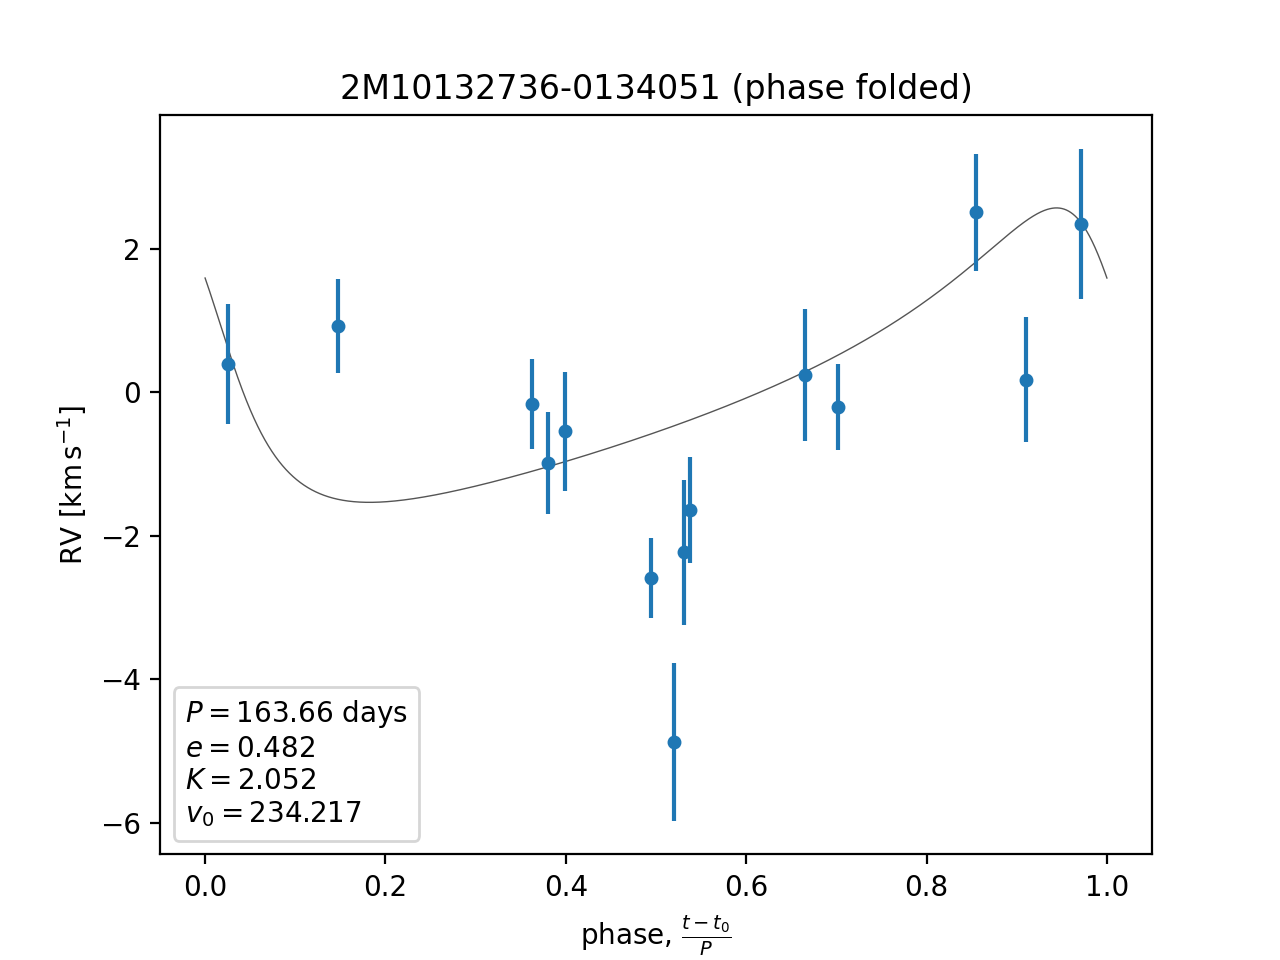 2M10132736-0134051 (phase folded)
RV [km s⁻¹]
2
0
−2
−4
−6
P = 163.66 days
e = 0.482
K = 2.052
v₀ = 234.217
0.0 0.2 0.4 0.6 0.8 1.0
phase, (t − t₀)/P